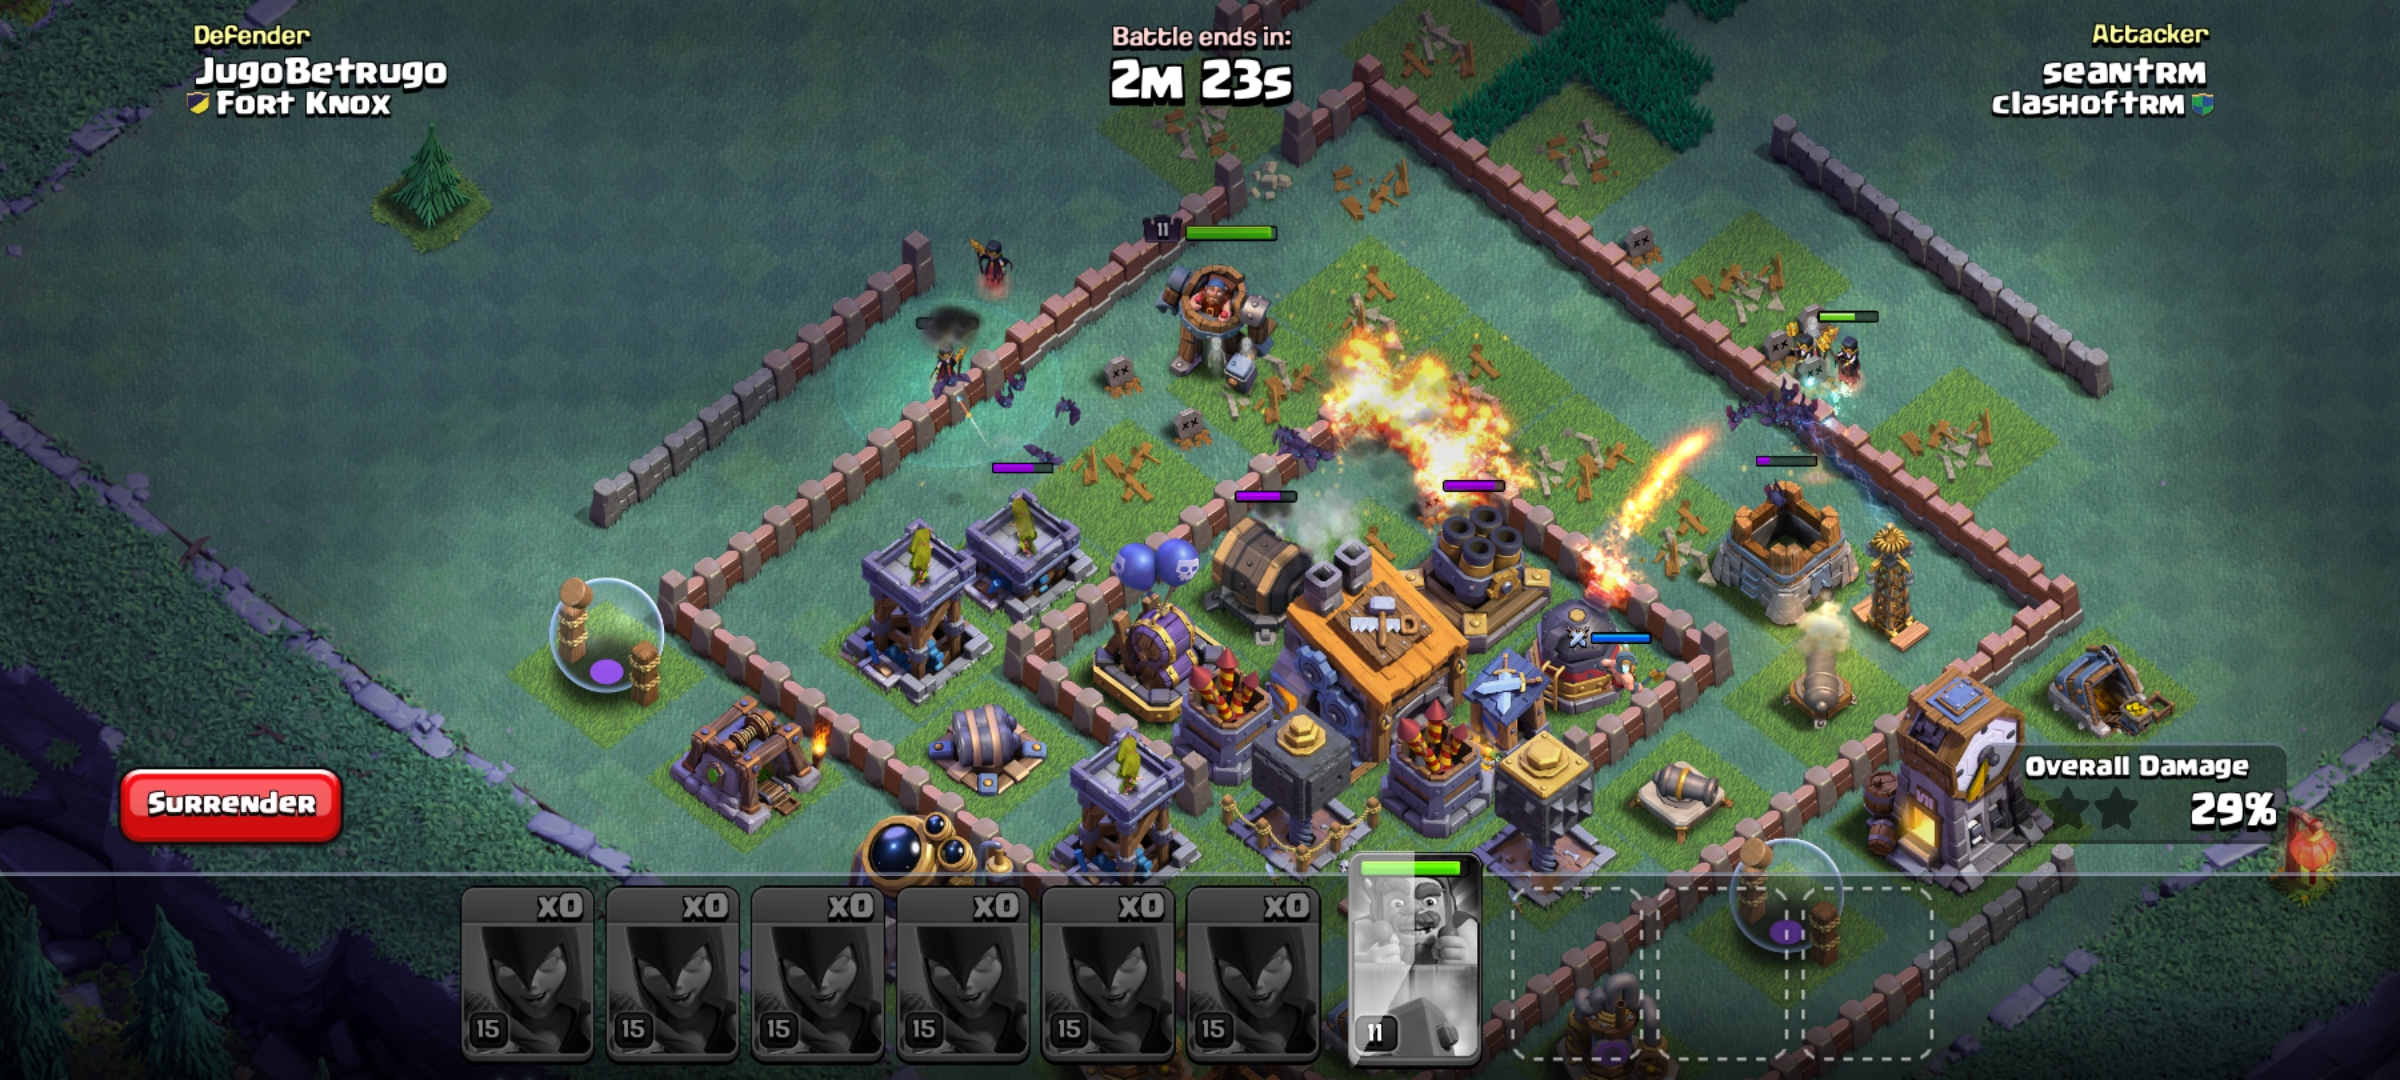 Defender
JugoBetrugo
Fort Knox
Battle ends in:
2M 23s
Attacker
seantRM
clashoftRM
11
Surrender
Overall Damage
29%
x0
x0
x0
x0
x0
x0
15
15
15
15
15
15
11